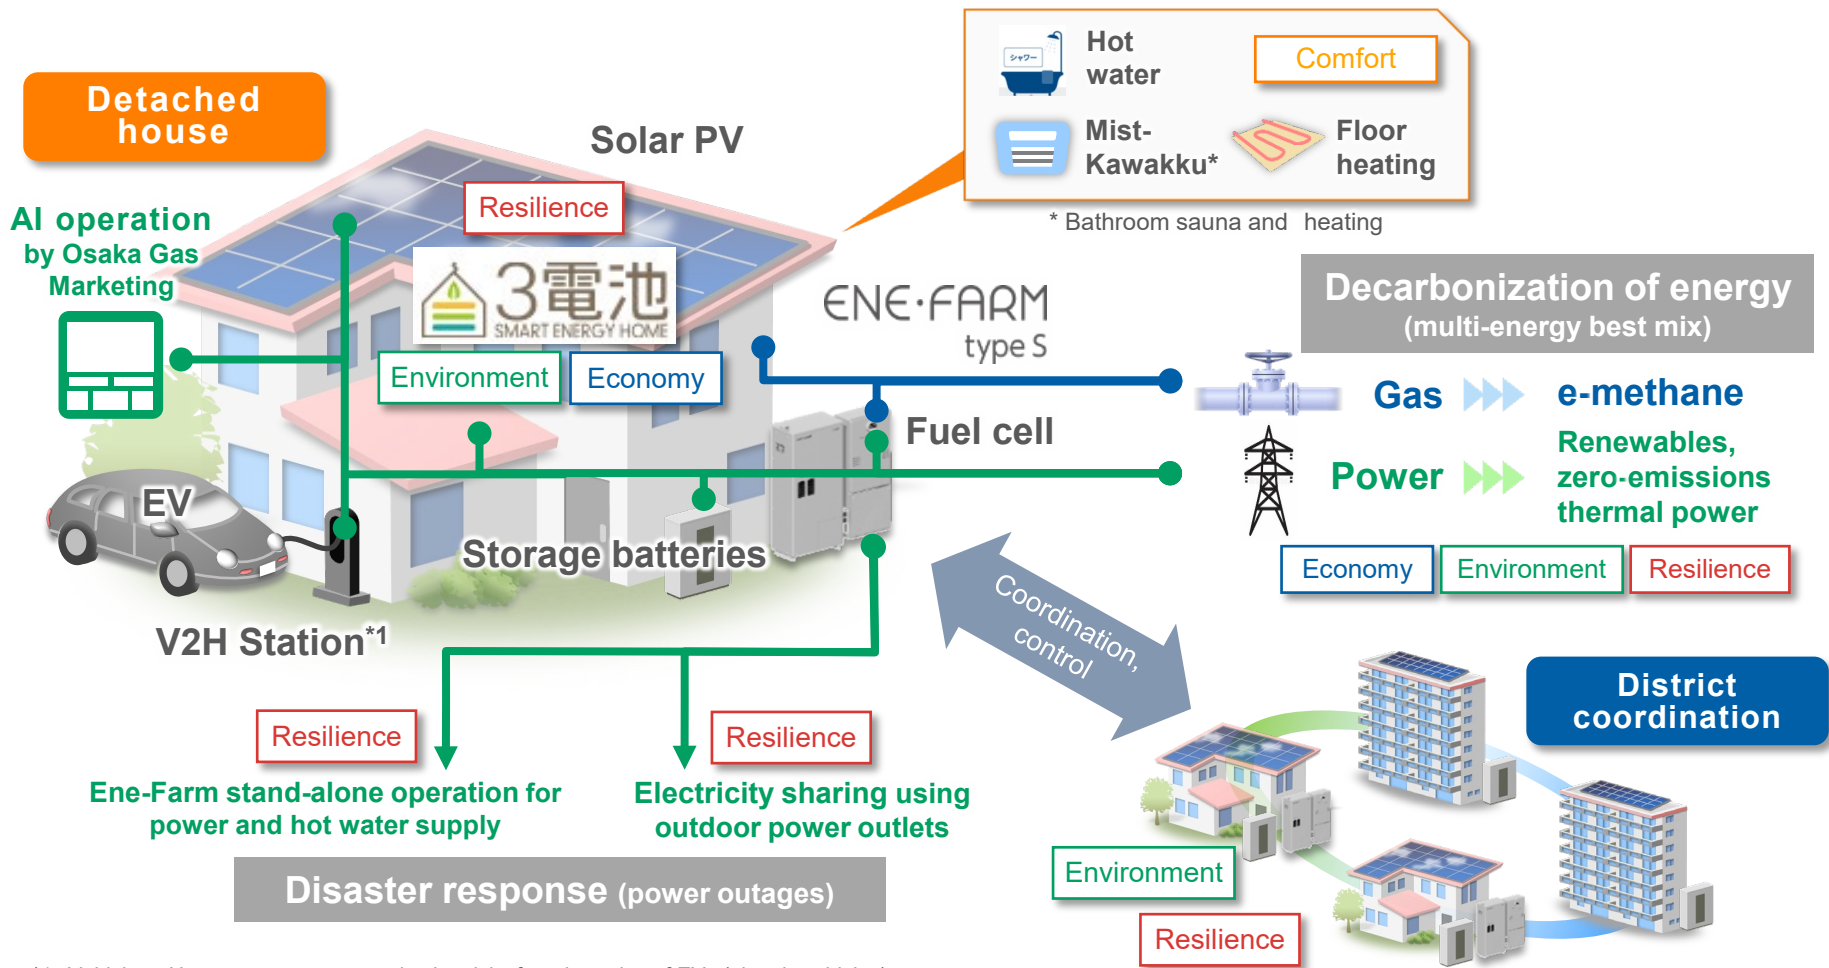 Detached
house
Solar PV
Hot
water
Comfort
シャワー
Mist-
Kawakku*
Floor
heating
* Bathroom sauna and heating
AI operation
by Osaka Gas
Marketing
Resilience
3電池
SMART ENERGY HOME
Environment
Economy
ENE·FARM
type S
Decarbonization of energy
(multi-energy best mix)
Gas
e-methane
Fuel cell
Power
Renewables,
zero-emissions
thermal power
Economy
Environment
Resilience
EV
Storage batteries
V2H Station*1
Coordination,
control
Resilience
Resilience
Ene-Farm stand-alone operation for
power and hot water supply
Electricity sharing using
outdoor power outlets
Disaster response (power outages)
District
coordination
Environment
Resilience